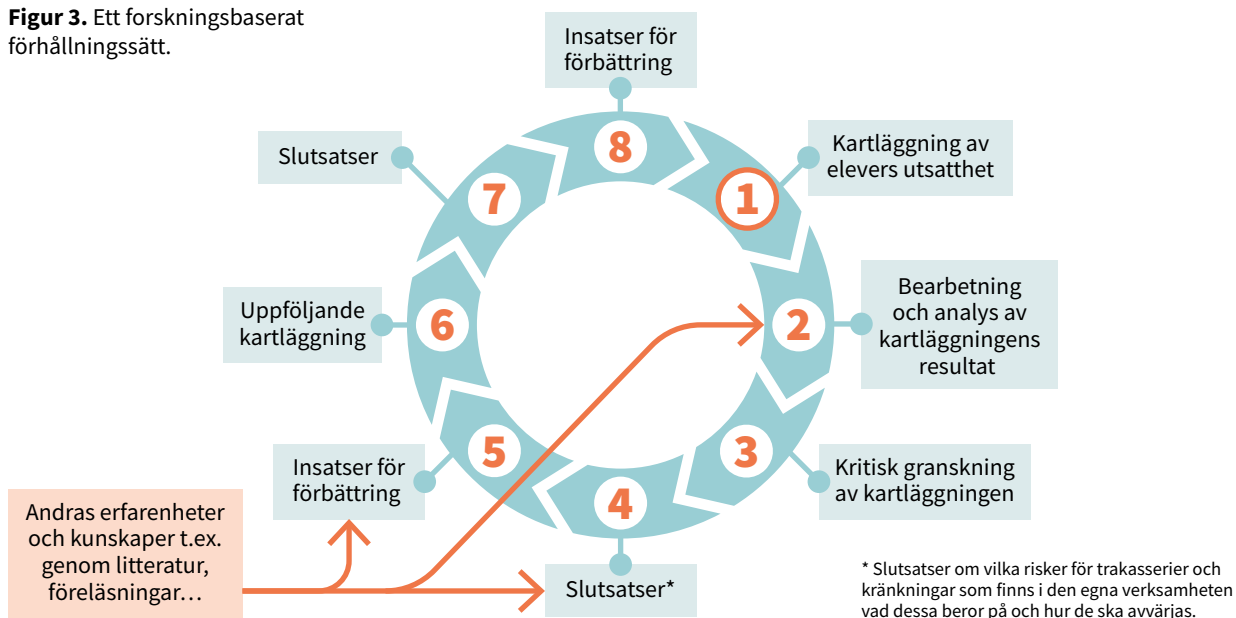 Figur 3. Ett forskningsbaserat
förhållningssätt.
Insatser för
förbättring
8
Kartläggning av
elevers utsatthet
1
Bearbetning
och analys av
kartläggningens
resultat
2
Kritisk granskning
av kartläggningen
3
4
Slutsatser*
5
Insatser för
förbättring
6
Uppföljande
kartläggning
7
Slutsatser
Andras erfarenheter
och kunskaper t.ex.
genom litteratur,
föreläsningar…
* Slutsatser om vilka risker för trakasserier och
kränkningar som finns i den egna verksamheten
vad dessa beror på och hur de ska avvärjas.